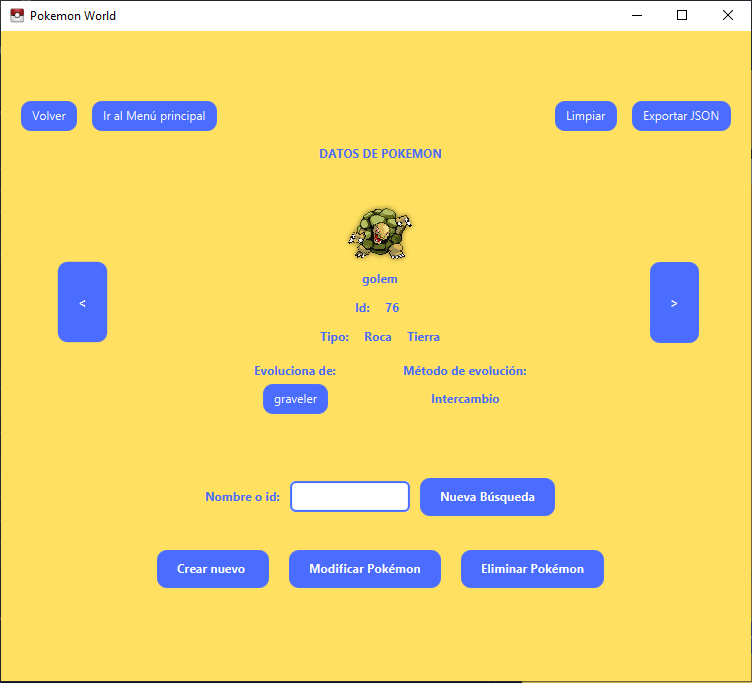 Pokemon World
Volver Ir al Menú principal Limpiar Exportar JSON
DATOS DE POKEMON
golem
< >
Id: 76
Tipo: Roca Tierra
Evoluciona de: Método de evolución:
graveler Intercambio
Nombre o id: Nueva Búsqueda
Crear nuevo Modificar Pokémon Eliminar Pokémon